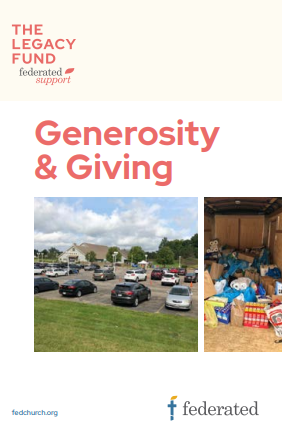 THE
LEGACY
FUND
federated
support
Generosity
& Giving
fedchurch.org
federated